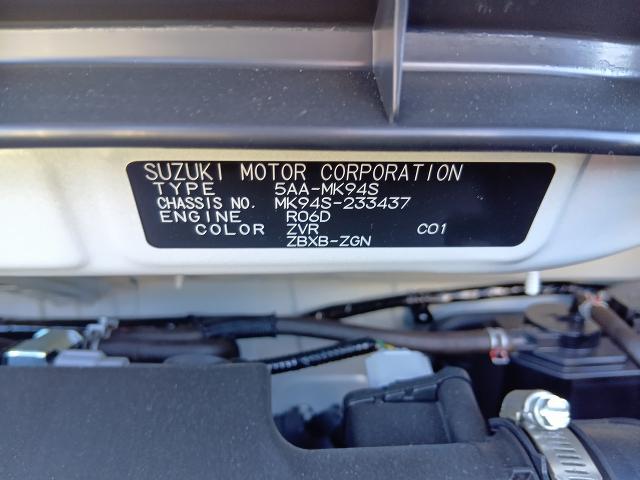 SUZUKI MOTOR CORPORATION
TYPE 5AA-MK94S
CHASSIS NO. MK94S-233437
ENGINE R06D
COLOR ZVR C01
ZBXB-ZGN